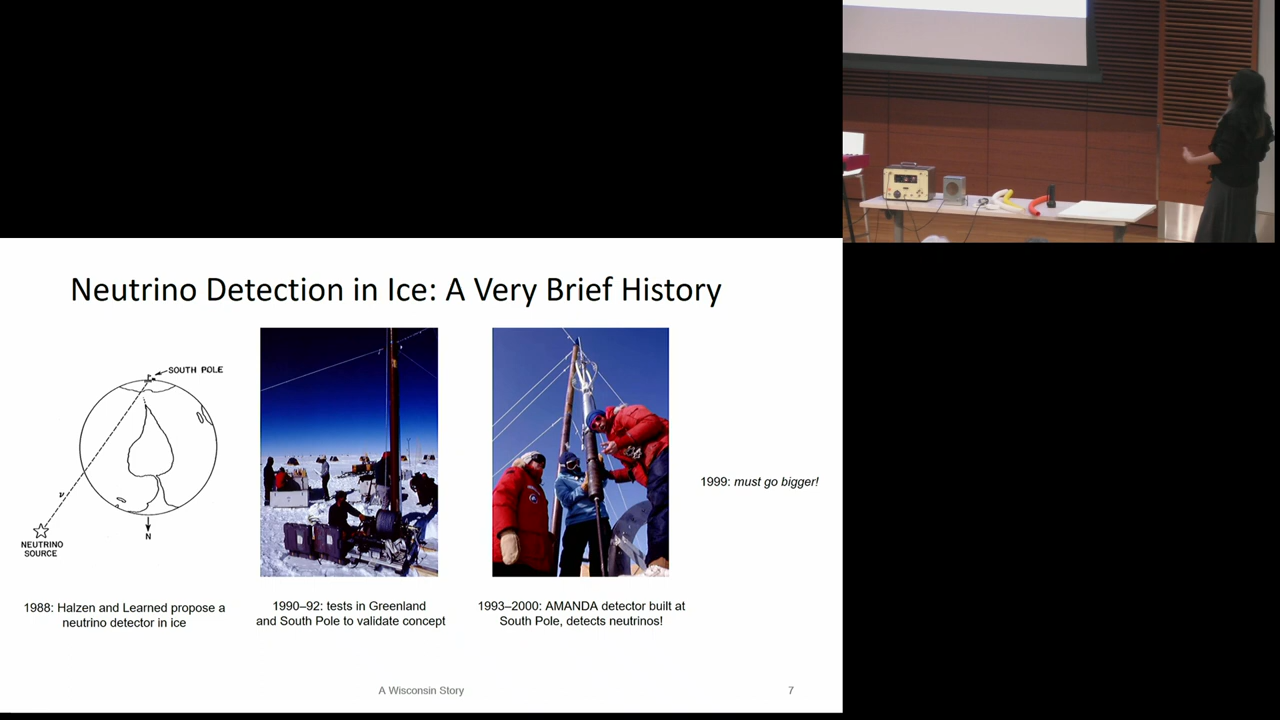 Neutrino Detection in Ice: A Very Brief History
SOUTH POLE
ν
NEUTRINO
SOURCE
N
1999: must go bigger!
1988: Halzen and Learned propose a
neutrino detector in ice
1990–92: tests in Greenland
and South Pole to validate concept
1993–2000: AMANDA detector built at
South Pole, detects neutrinos!
A Wisconsin Story
7